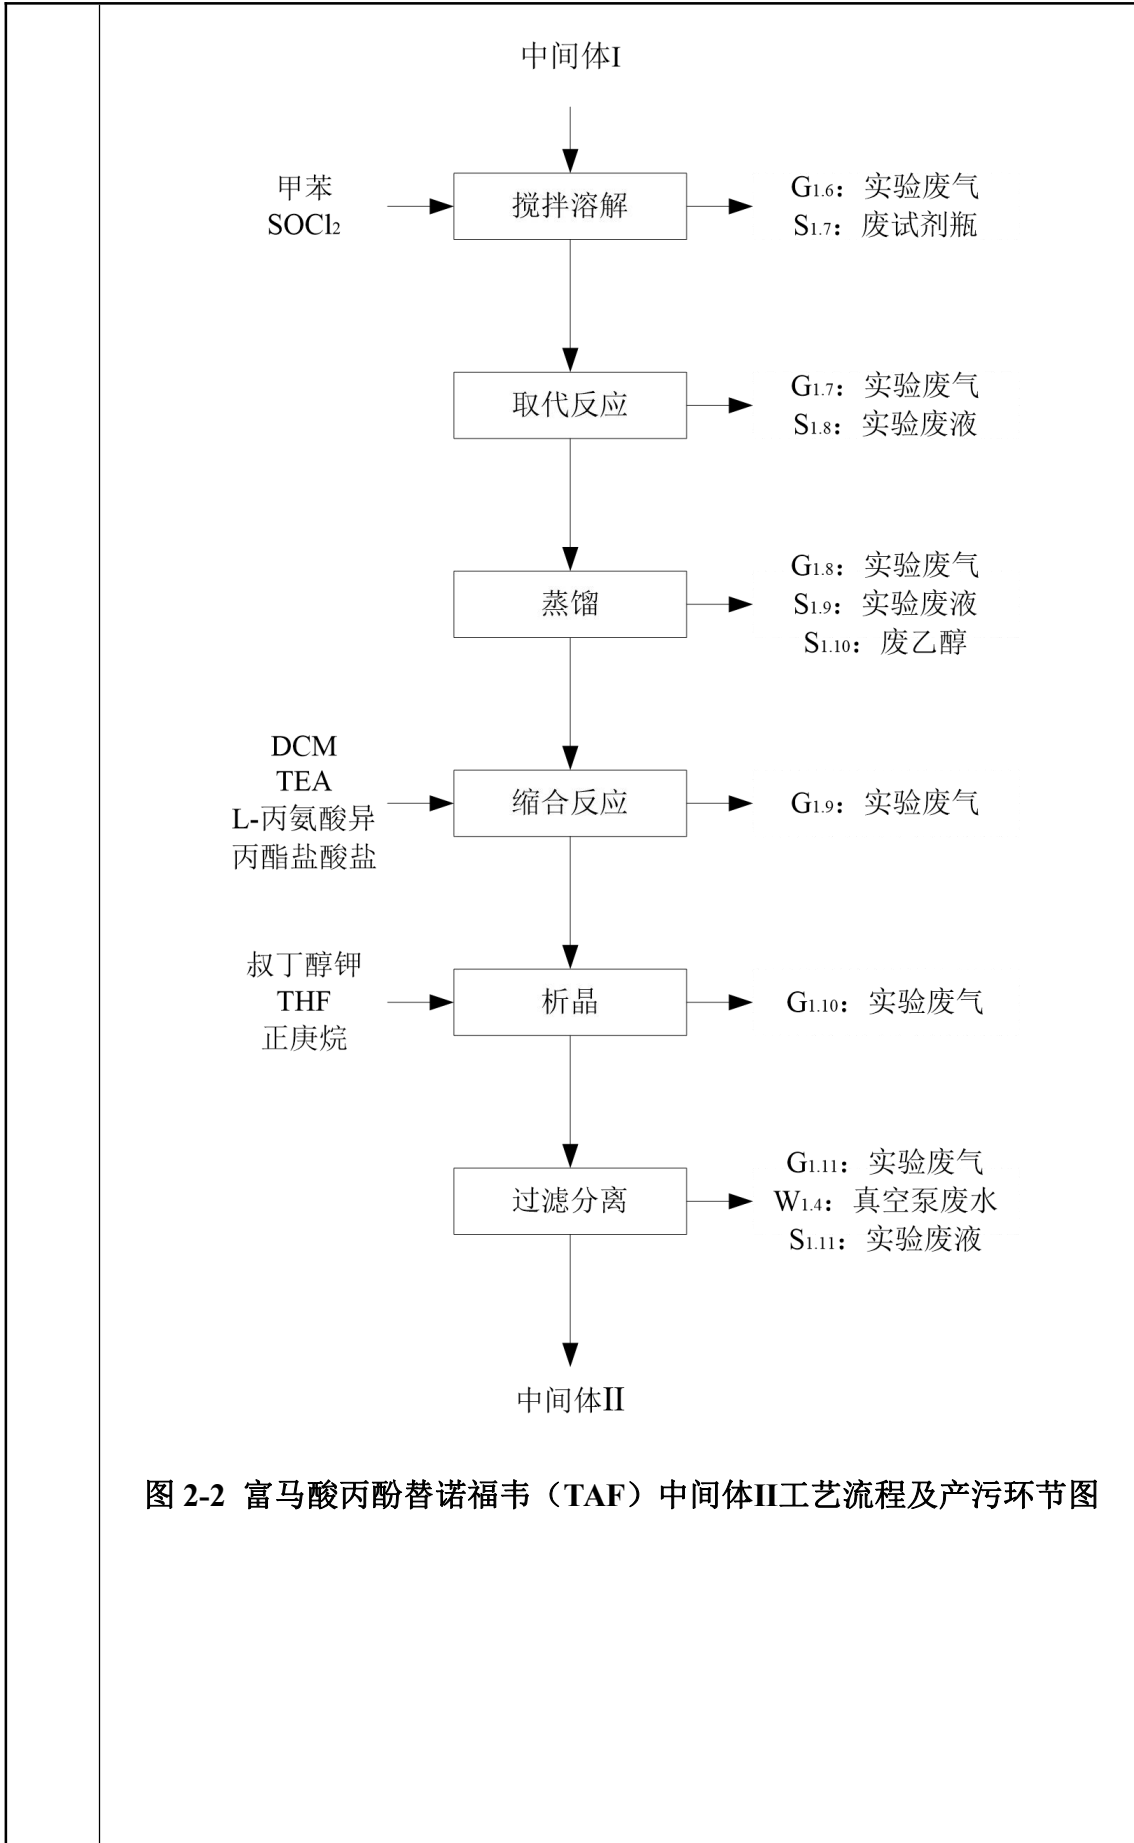 中间体I
甲苯
SOCl₂
搅拌溶解
G₁.₆：实验废气
S₁.₇：废试剂瓶
取代反应
G₁.₇：实验废气
S₁.₈：实验废液
蒸馏
G₁.₈：实验废气
S₁.₉：实验废液
S₁.₁₀：废乙醇
DCM
TEA
L-丙氨酸异
丙酯盐酸盐
缩合反应
G₁.₉：实验废气
叔丁醇钾
THF
正庚烷
析晶
G₁.₁₀：实验废气
过滤分离
G₁.₁₁：实验废气
W₁.₄：真空泵废水
S₁.₁₁：实验废液
中间体II
图 2-2 富马酸丙酚替诺福韦（TAF）中间体II工艺流程及产污环节图